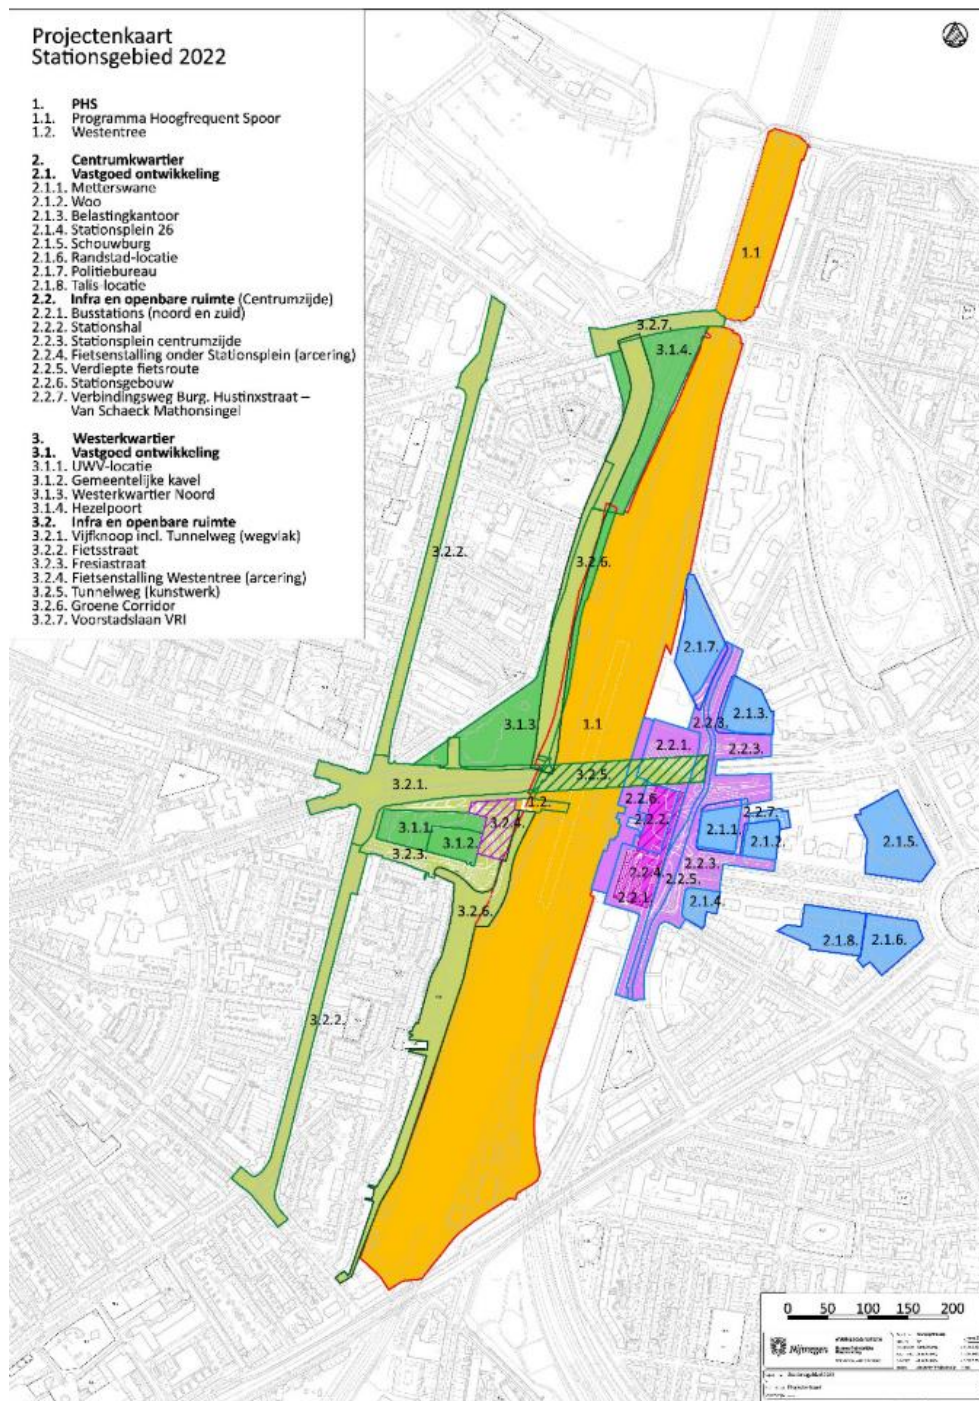 Projectenkaart
Stationsgebied 2022
1. PHS
1.1. Programma Hoogfrequent Spoor
1.2. Westentree
2. Centrumkwartier
2.1. Vastgoed ontwikkeling
2.1.1. Metterswane
2.1.2. Woo
2.1.3. Belastingkantoor
2.1.4. Stationsplein 26
2.1.5. Schouwburg
2.1.6. Randstad-locatie
2.1.7. Politiebureau
2.1.8. Talis-locatie
2.2. Infra en openbare ruimte (Centrumzijde)
2.2.1. Busstations (noord en zuid)
2.2.2. Stationshal
2.2.3. Stationsplein centrumzijde
2.2.4. Fietsenstalling onder Stationsplein (arcering)
2.2.5. Verdiepte fietsroute
2.2.6. Stationsgebouw
2.2.7. Verbindingsweg Burg. Hustinxstraat –
Van Schaeck Mathonsingel
3. Westerkwartier
3.1. Vastgoed ontwikkeling
3.1.1. UWV-locatie
3.1.2. Gemeentelijke kavel
3.1.3. Westerkwartier Noord
3.1.4. Hezelpoort
3.2. Infra en openbare ruimte
3.2.1. Vijfknoop incl. Tunnelweg (wegvlak)
3.2.2. Fietsstraat
3.2.3. Fresiastraat
3.2.4. Fietsenstalling Westentree (arcering)
3.2.5. Tunnelweg (kunstwerk)
3.2.6. Groene Corridor
3.2.7. Voorstadslaan VRI
1.1
3.2.7.
3.1.4.
3.2.2.
3.2.6.
2.1.7.
2.1.3.
3.1.3.
1.1
2.2.3.
2.2.1.
2.2.3.
3.2.1.
3.2.5.
1.2.
2.2.6.
2.2.7.
3.1.1.
3.2.4.
2.2.2.
2.1.1.
2.1.2.
2.1.5.
3.1.2.
3.2.3.
2.2.3.
2.2.4.
2.2.5.
2.2.1.
2.1.4.
3.2.6.
2.1.8.
2.1.6.
3.2.2.
0 50 100 150 200
Nijmegen